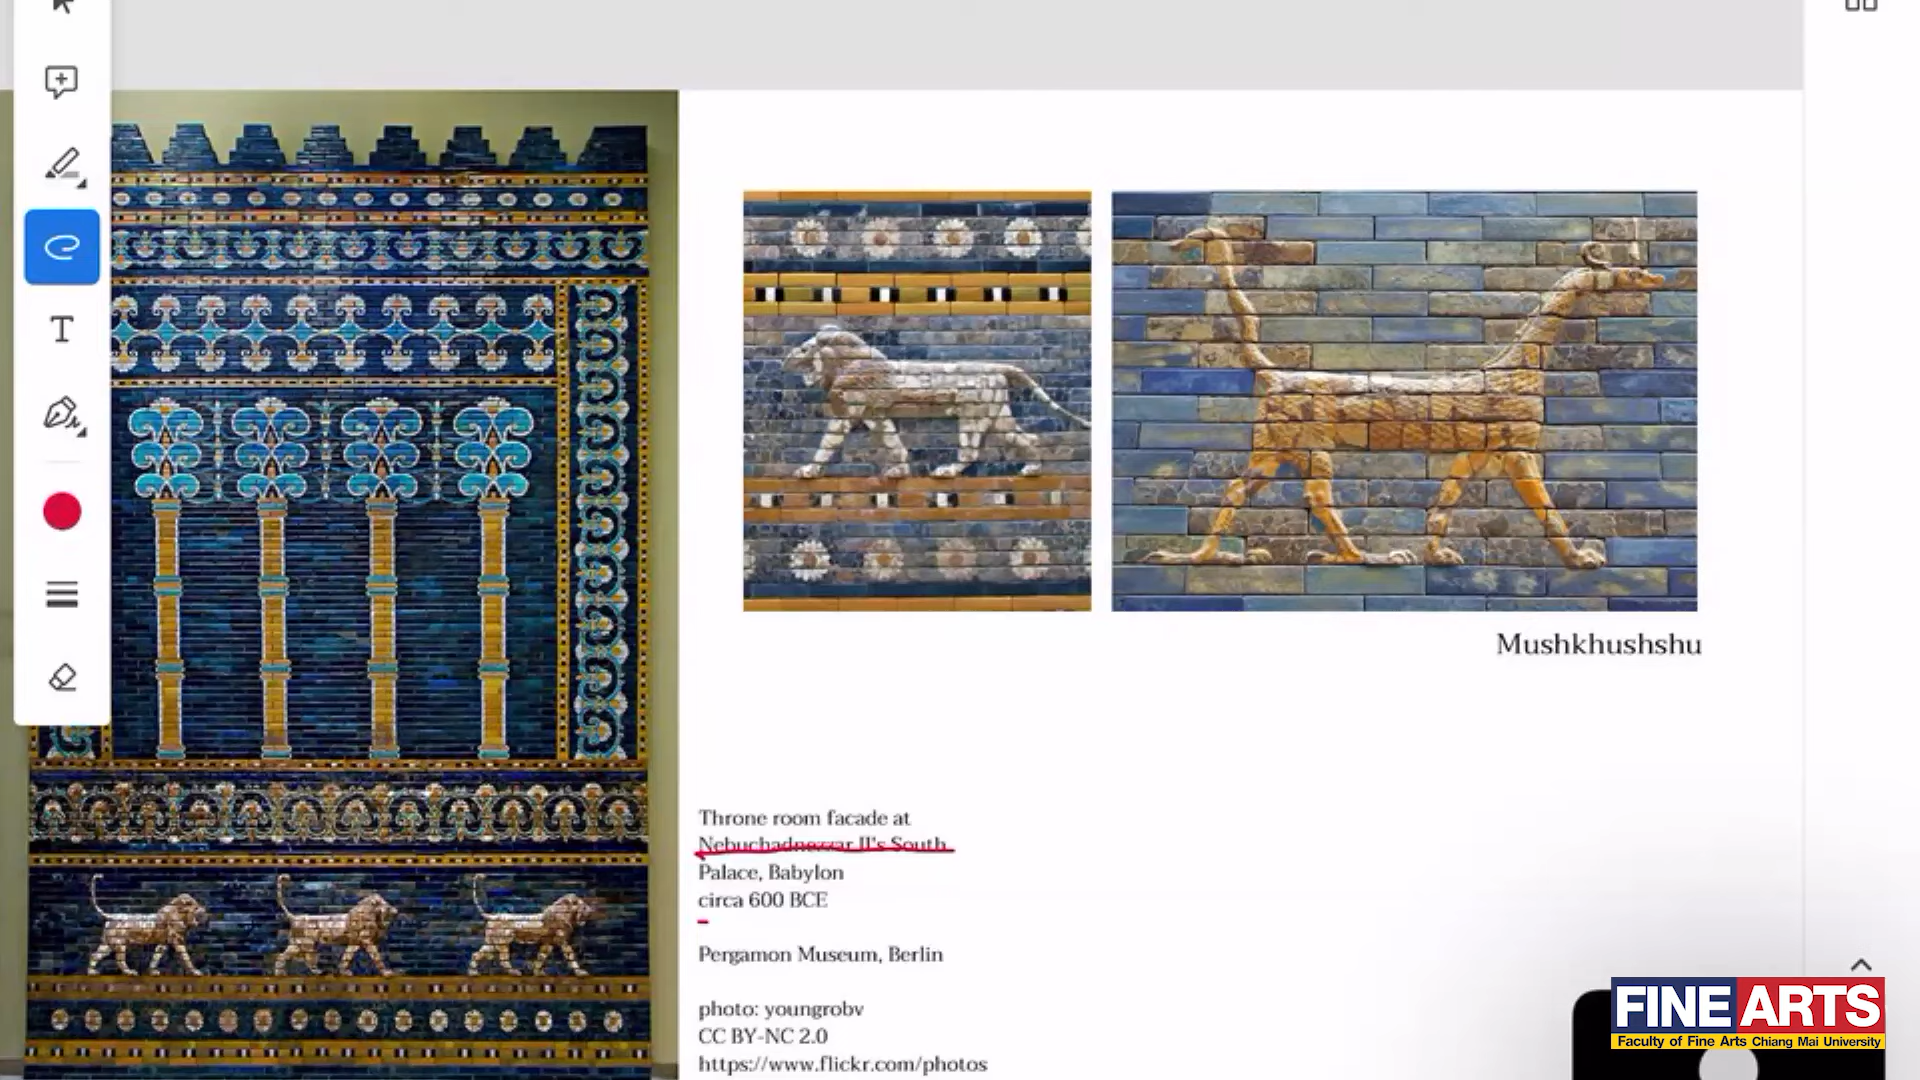 Mushkhushshu
Throne room facade at
Nebuchadnezzar II's South
Palace, Babylon
circa 600 BCE
Pergamon Museum, Berlin
photo: youngrobv
CC BY-NC 2.0
https://www.flickr.com/photos
FINE ARTS
Faculty of Fine Arts Chiang Mai University